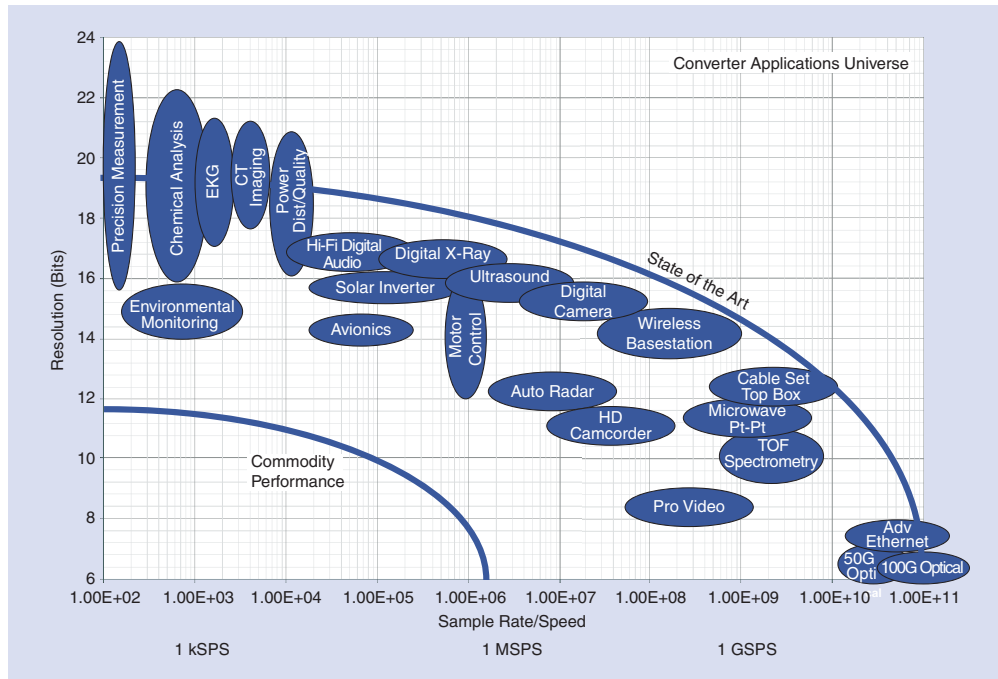 24
22
20
18
16
14
12
10
8
6
Resolution (Bits)
Converter Applications Universe
Precision Measurement
Chemical Analysis
EKG
CT
Imaging
Power
Dist/Quality
Hi-Fi Digital
Audio
Digital X-Ray
Solar Inverter
Ultrasound
Environmental
Monitoring
Avionics
Motor
Control
Digital
Camera
State of the Art
Wireless
Basestation
Auto Radar
HD
Camcorder
Cable Set
Top Box
Microwave
Pt-Pt
TOF
Spectrometry
Commodity
Performance
Pro Video
Adv
Ethernet
50G
Opti
cal
100G Optical
1.00E+02 1.00E+03 1.00E+04 1.00E+05 1.00E+06 1.00E+07 1.00E+08 1.00E+09 1.00E+10 1.00E+11
Sample Rate/Speed
1 kSPS 1 MSPS 1 GSPS